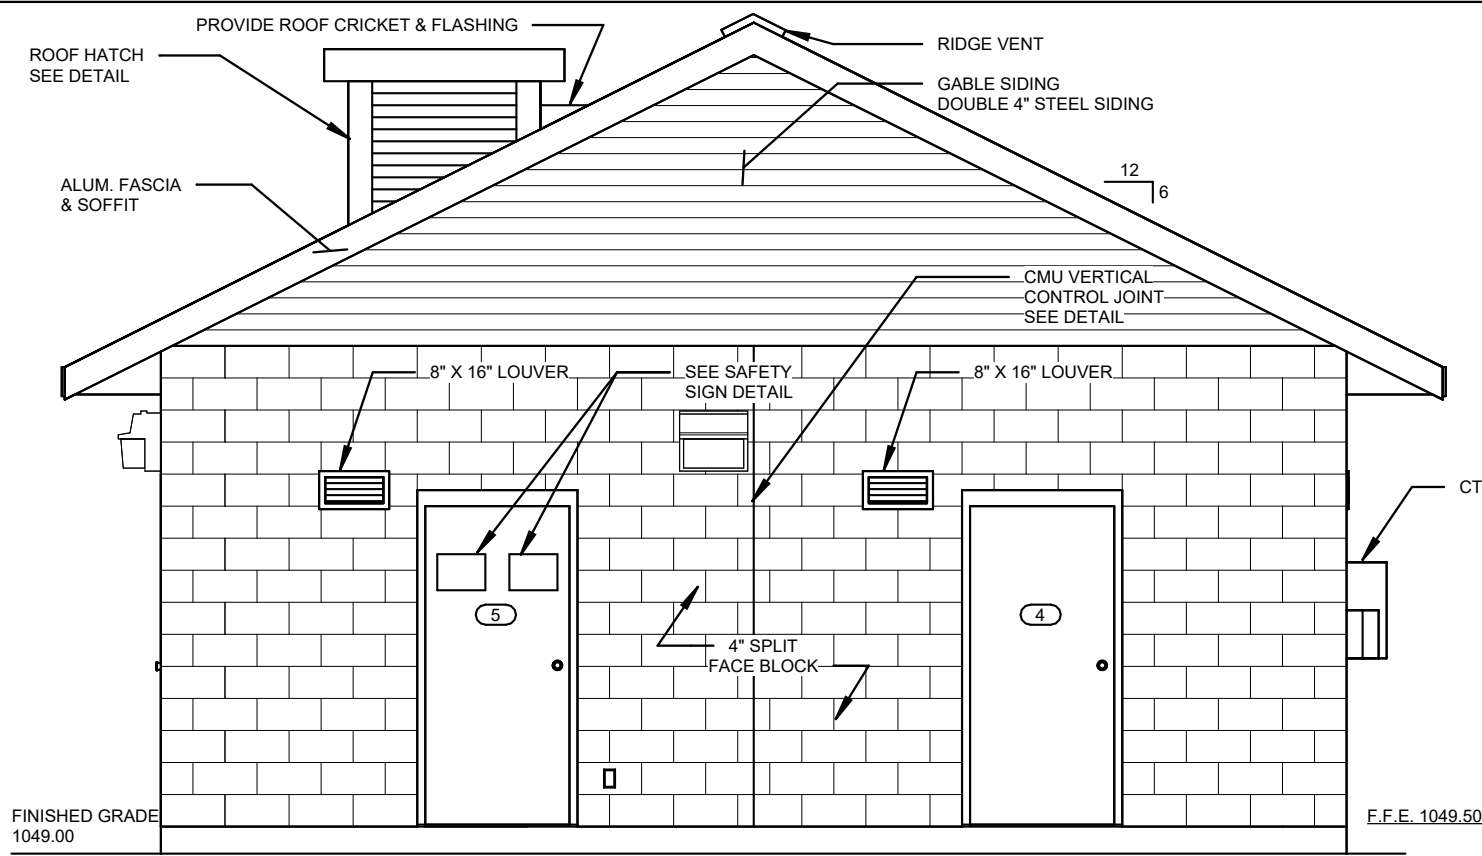 PROVIDE ROOF CRICKET & FLASHING
ROOF HATCH
SEE DETAIL
RIDGE VENT
GABLE SIDING
DOUBLE 4" STEEL SIDING
ALUM. FASCIA
& SOFFIT
12
6
CMU VERTICAL
CONTROL JOINT
SEE DETAIL
8" X 16" LOUVER
SEE SAFETY
SIGN DETAIL
8" X 16" LOUVER
CT
5
4
4" SPLIT
FACE BLOCK
FINISHED GRADE
1049.00
F.F.E. 1049.50